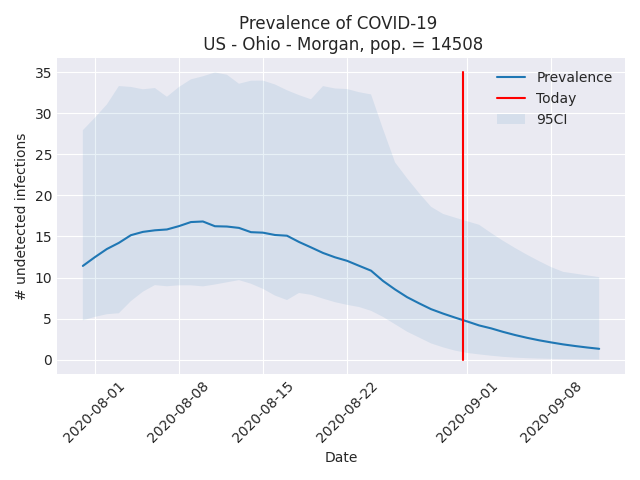 Prevalence of COVID-19
US - Ohio - Morgan, pop. = 14508
# undetected infections
35
30
25
20
15
10
5
0
Prevalence
Today
95CI
2020-08-01
2020-08-08
2020-08-15
2020-08-22
2020-09-01
2020-09-08
Date